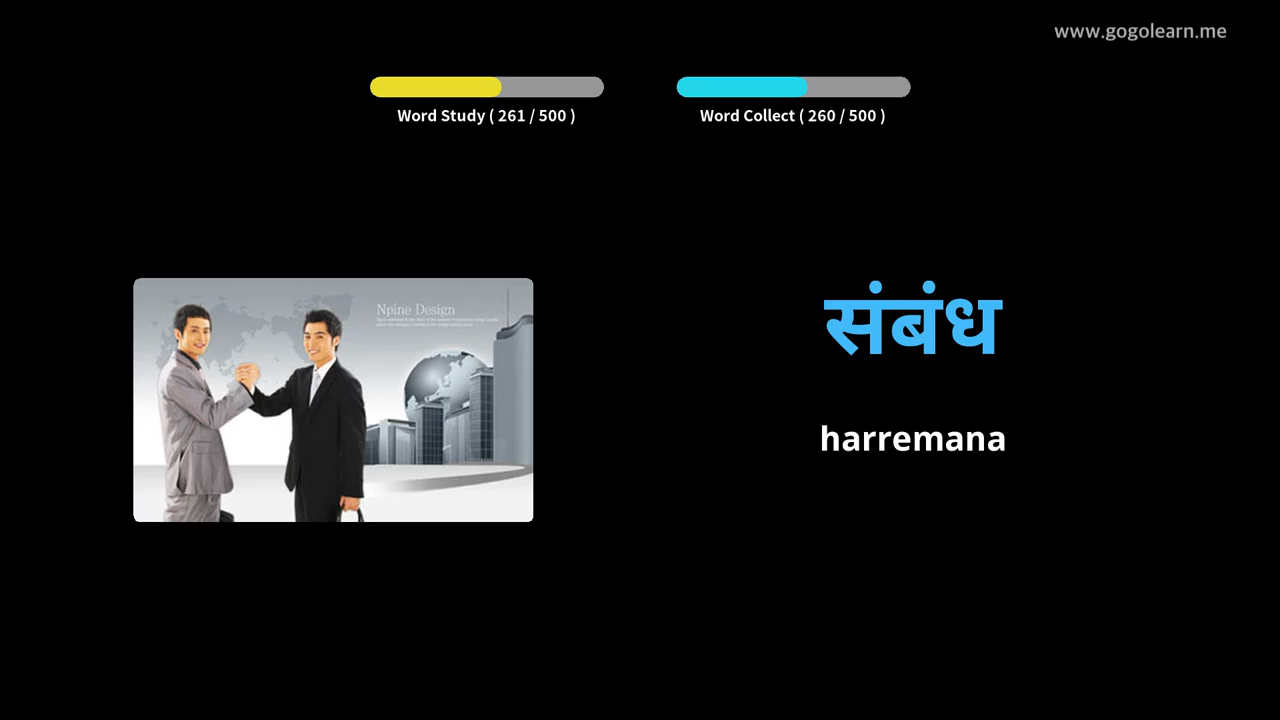 www.gogolearn.me
Word Study ( 261 / 500 )
Word Collect ( 260 / 500 )
Npine Design
संबंध
harremana